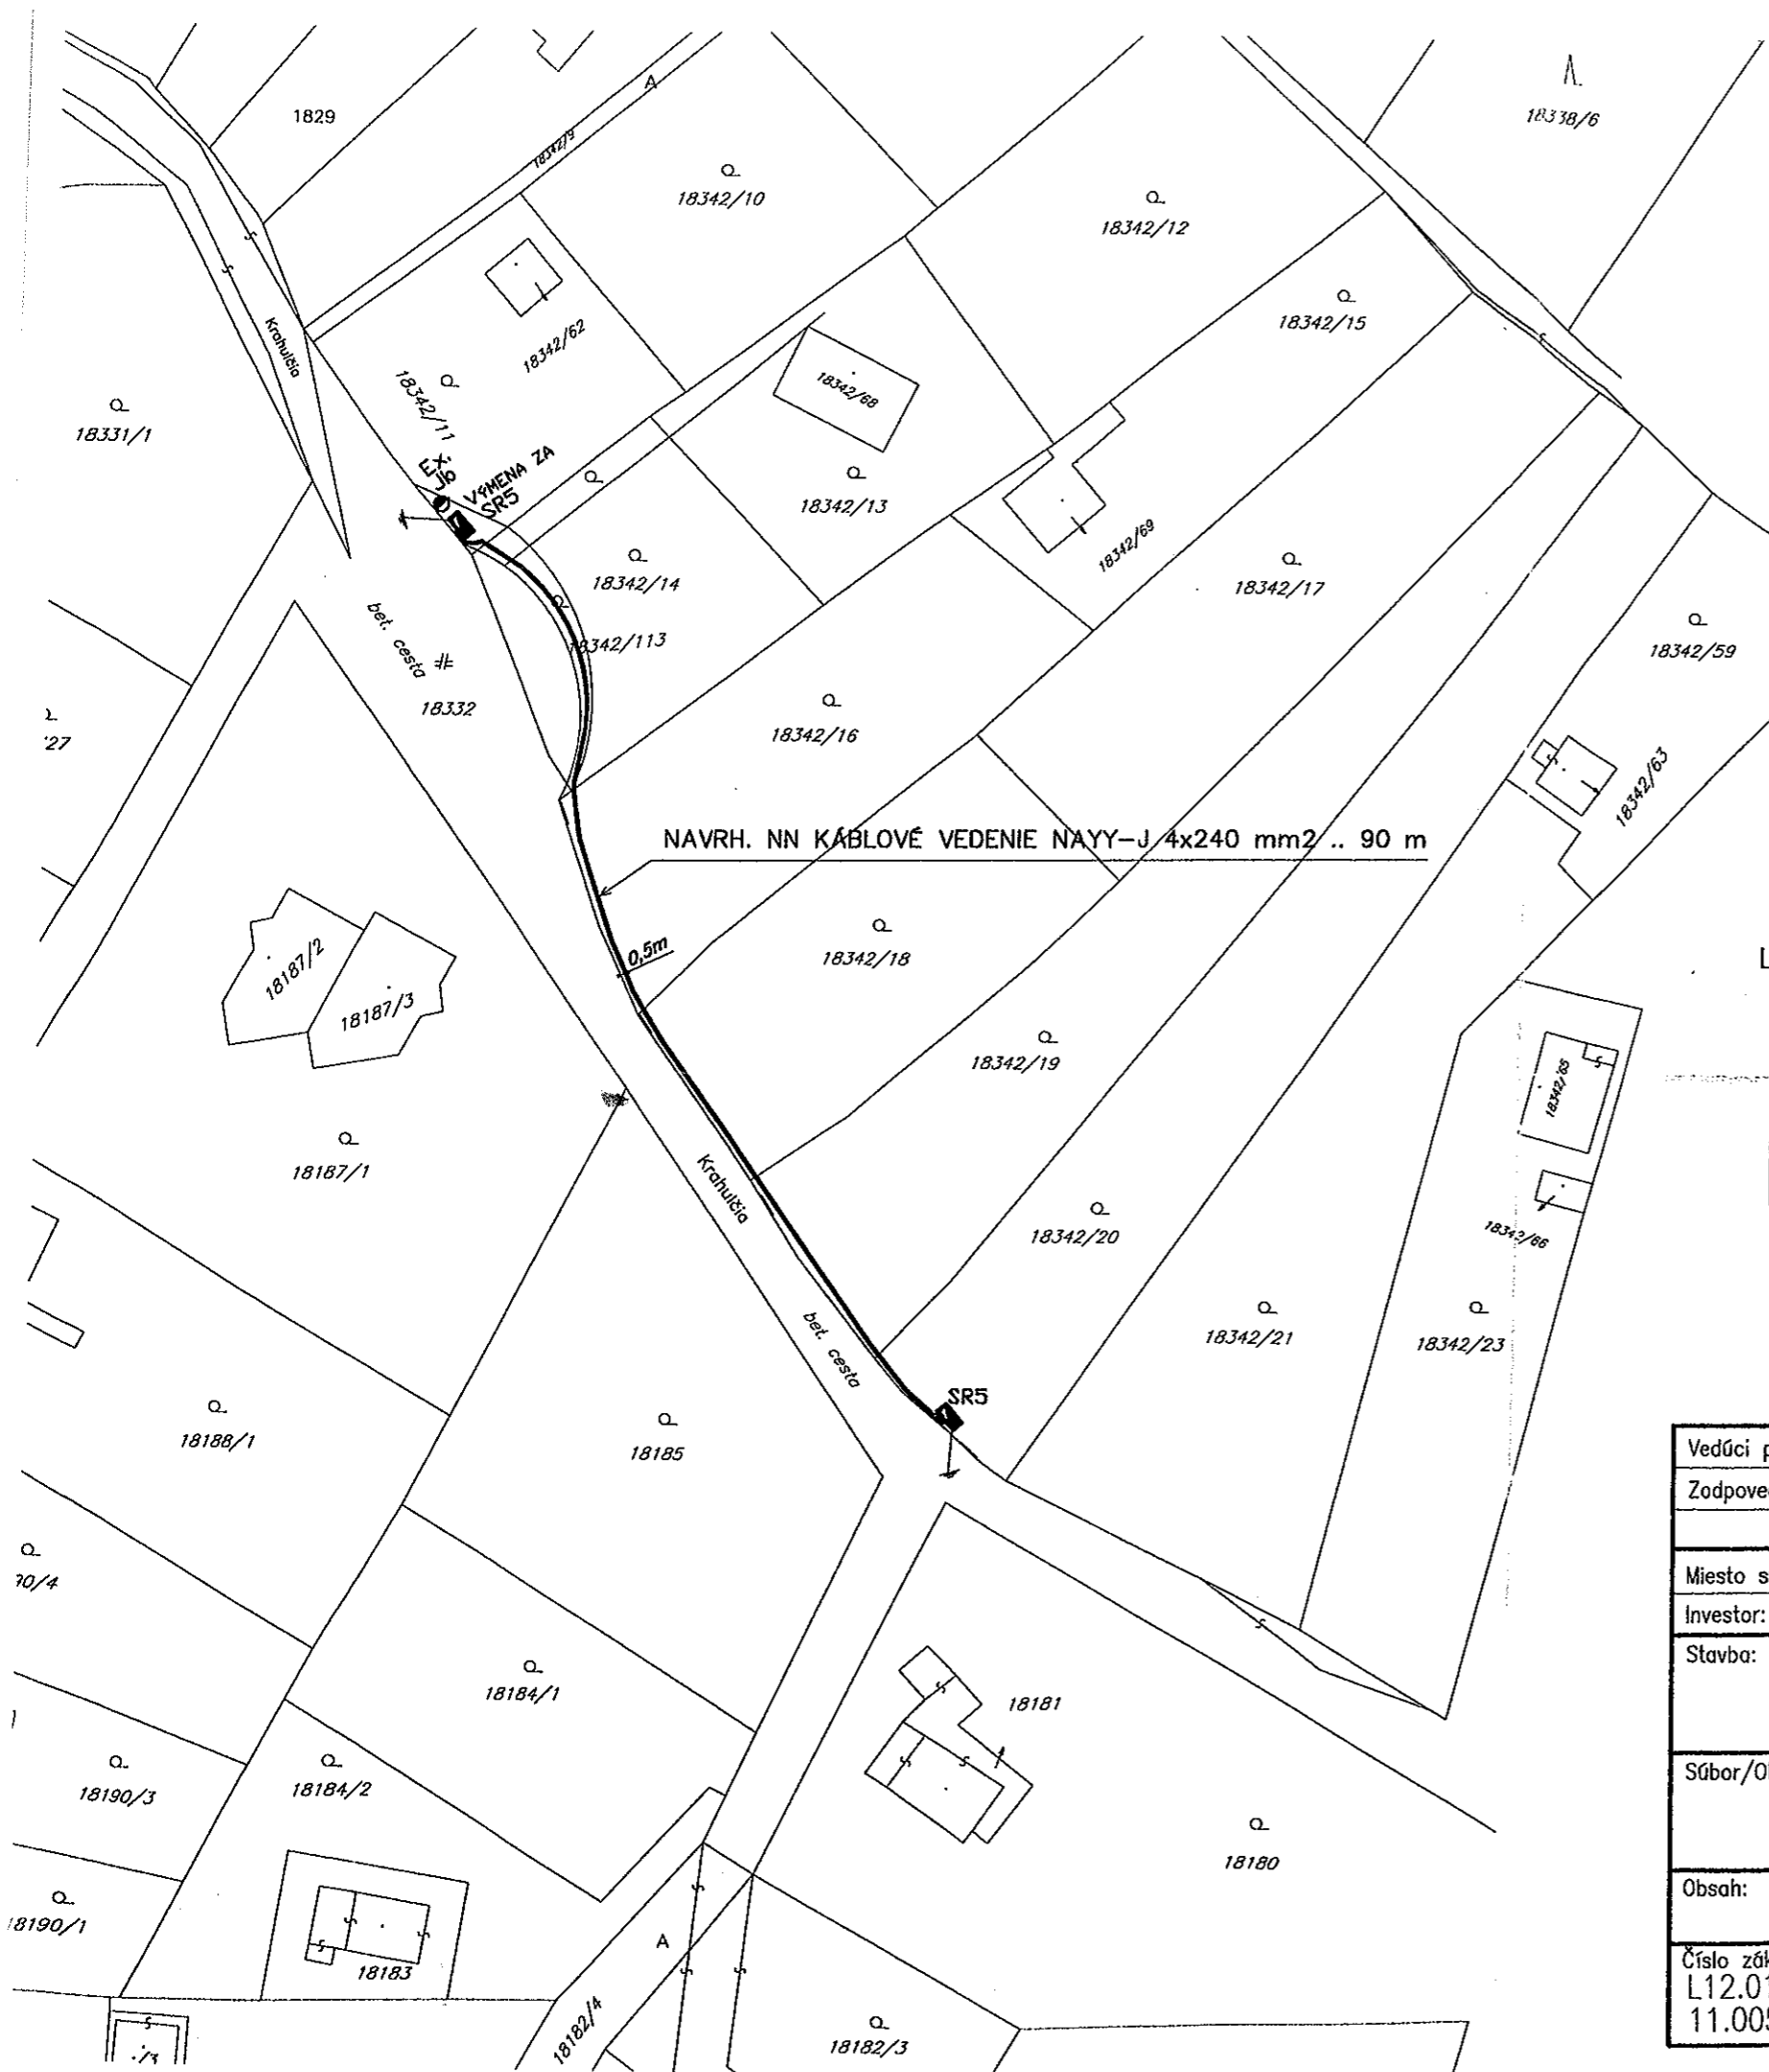 1829
A
18342/9
18338/6
18342/10
18342/12
18342/15
Krahulčia
18342/62
18342/11
18342/68
18331/1
EX.
Jb
VÝMENA ZA
SR5
18342/13
18342/69
18342/14
18342/17
18342/113
18342/59
bet. cesta
18332
18342/16
'27
18342/63
NAVRH. NN KÁBLOVÉ VEDENIE NAYY-J 4x240 mm2 .. 90 m
18342/18
0,5m
18187/2
18187/3
L
18342/19
18342/65
18187/1
Krahulčia
18342/20
18342/66
18342/21
18342/23
bet. cesta
SR5
18188/1
18185
Vedúci p
Zodpoved
Miesto s
Investor:
Stavba:
18184/1
18181
18190/3
18184/2
Súbor/O
18180
Obsah:
18190/1
18183
A
Číslo zák
L12.01
11.005
18182/4
18182/3